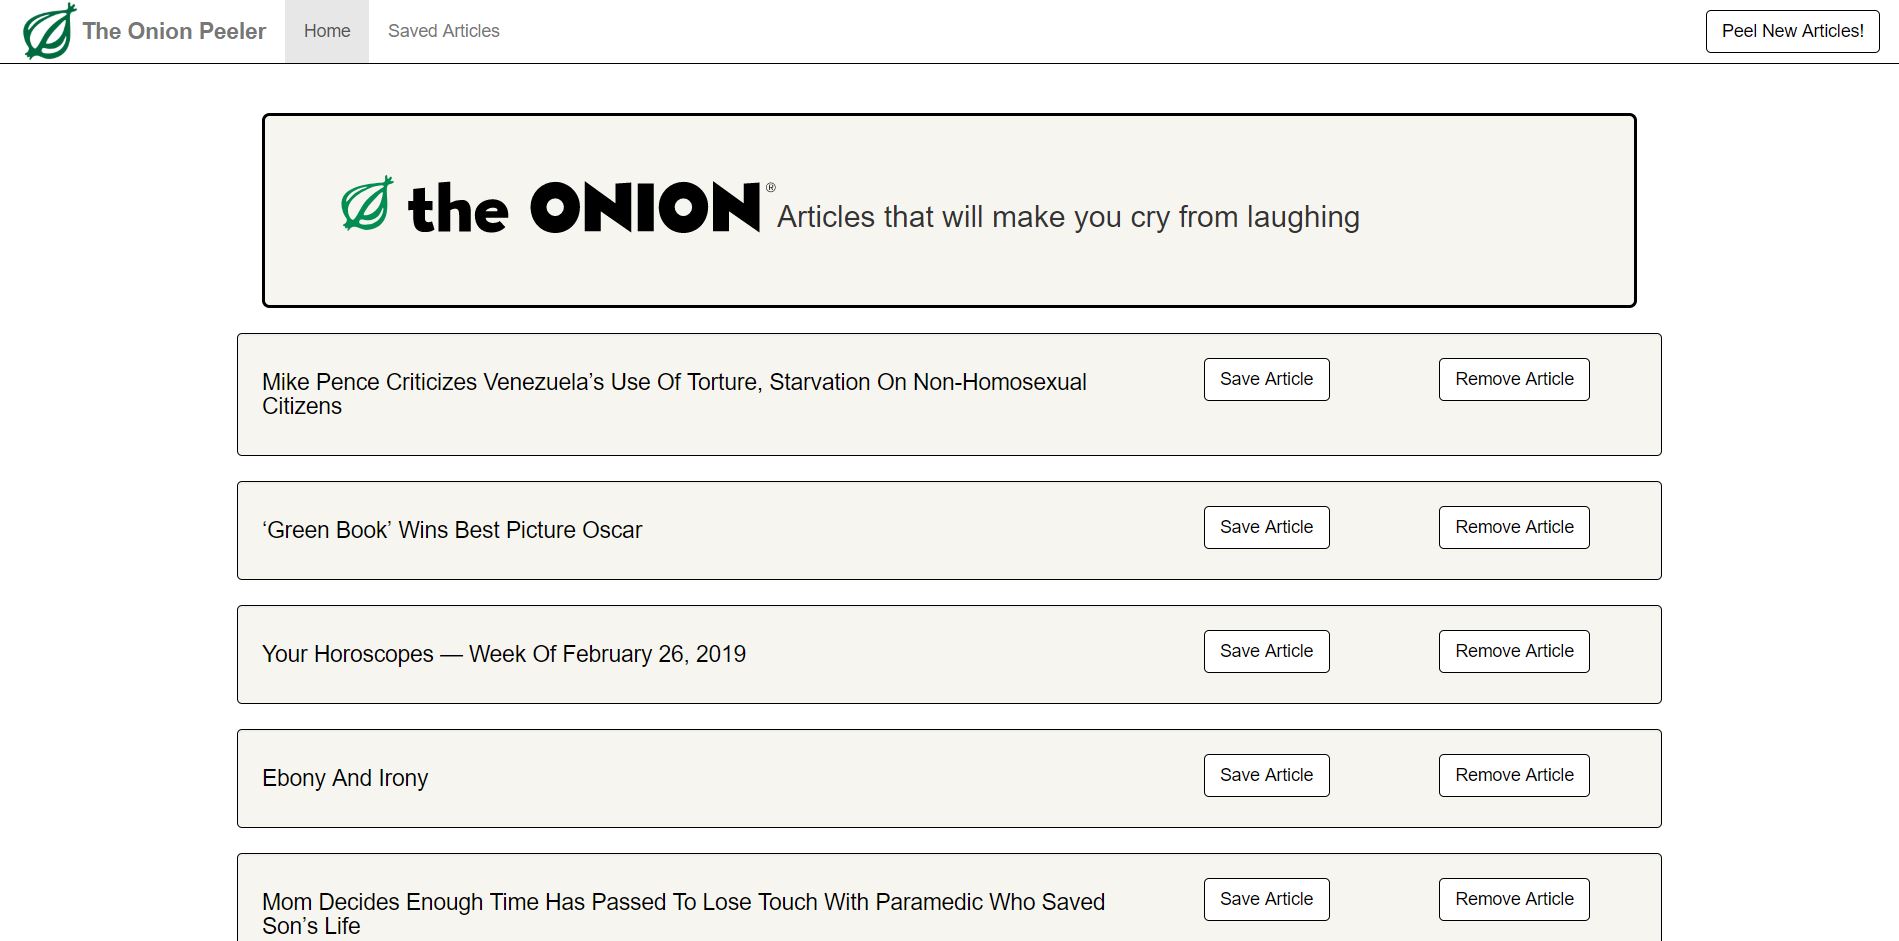 The Onion Peeler Home Saved Articles Peel New Articles!
the ONION® Articles that will make you cry from laughing
Mike Pence Criticizes Venezuela’s Use Of Torture, Starvation On Non-Homosexual
Citizens
Save Article Remove Article
‘Green Book’ Wins Best Picture Oscar Save Article Remove Article
Your Horoscopes — Week Of February 26, 2019 Save Article Remove Article
Ebony And Irony Save Article Remove Article
Mom Decides Enough Time Has Passed To Lose Touch With Paramedic Who Saved
Son’s Life
Save Article Remove Article